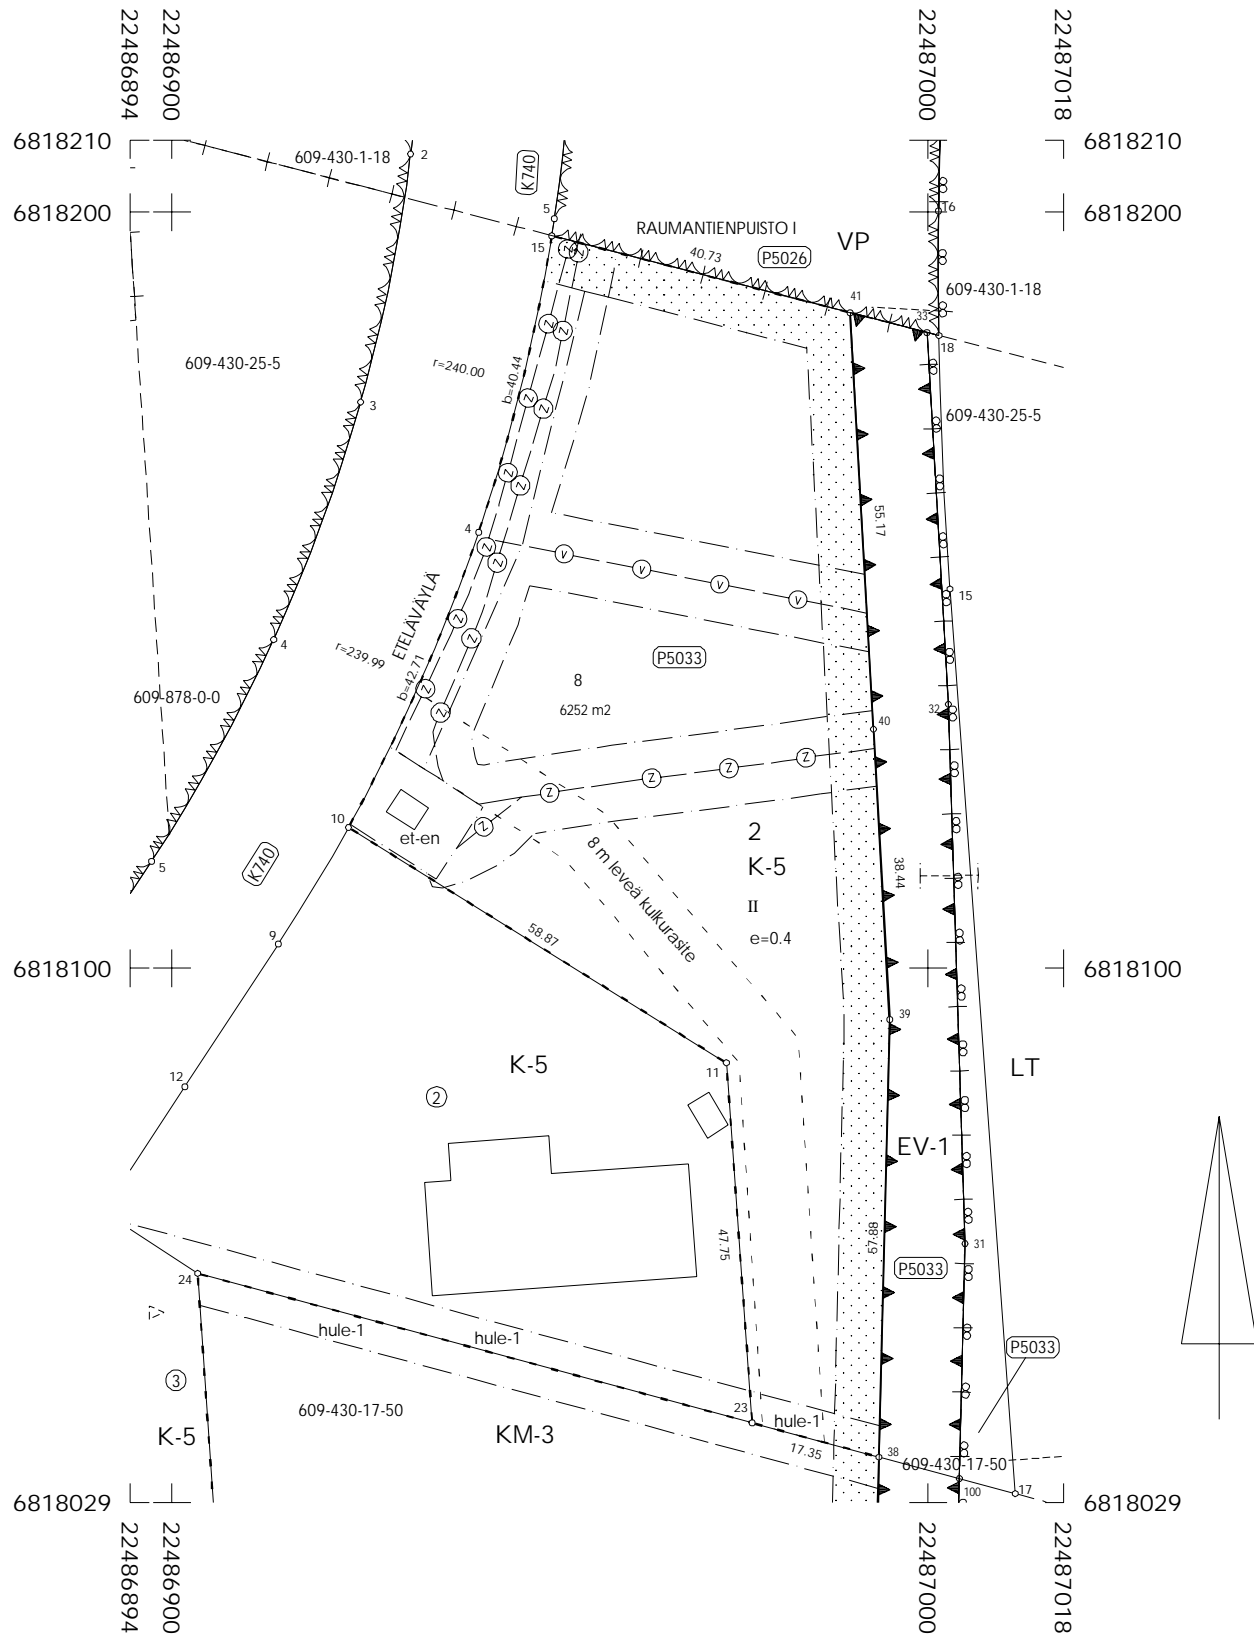 22486894
22486900
22487000
22487018
6818210
6818210
609-430-1-18
2
K740
5
6818200
16
6818200
RAUMANTIENPUISTO I
VP
15
40.73
P5026
609-430-1-18
41
33
18
609-430-25-5
r=240.00
b=40.44
3
609-430-25-5
Z
Z
Z
Z
Z
Z
Z
Z
55.17
4
Z
Z
V
V
V
V
15
ETELÄVÄYLÄ
Z
Z
4
r=239.99
b=42.71
P5033
8
609-878-0-0
Z
Z
6252 m2
32
40
Z
Z
Z
Z
10
et-en
Z
2
8 m leveä kulkurasite
K740
5
K-5
38.44
II
58.87
e=0.4
9
6818100
6818100
39
K-5
11
LT
12
2
EV-1
47.75
57.88
31
P5033
24
hule-1
hule-1
P5033
3
609-430-17-50
23
hule-1
K-5
KM-3
17.35
38
609-430-17-50
100
17
6818029
6818029
22486894
22486900
22487000
22487018